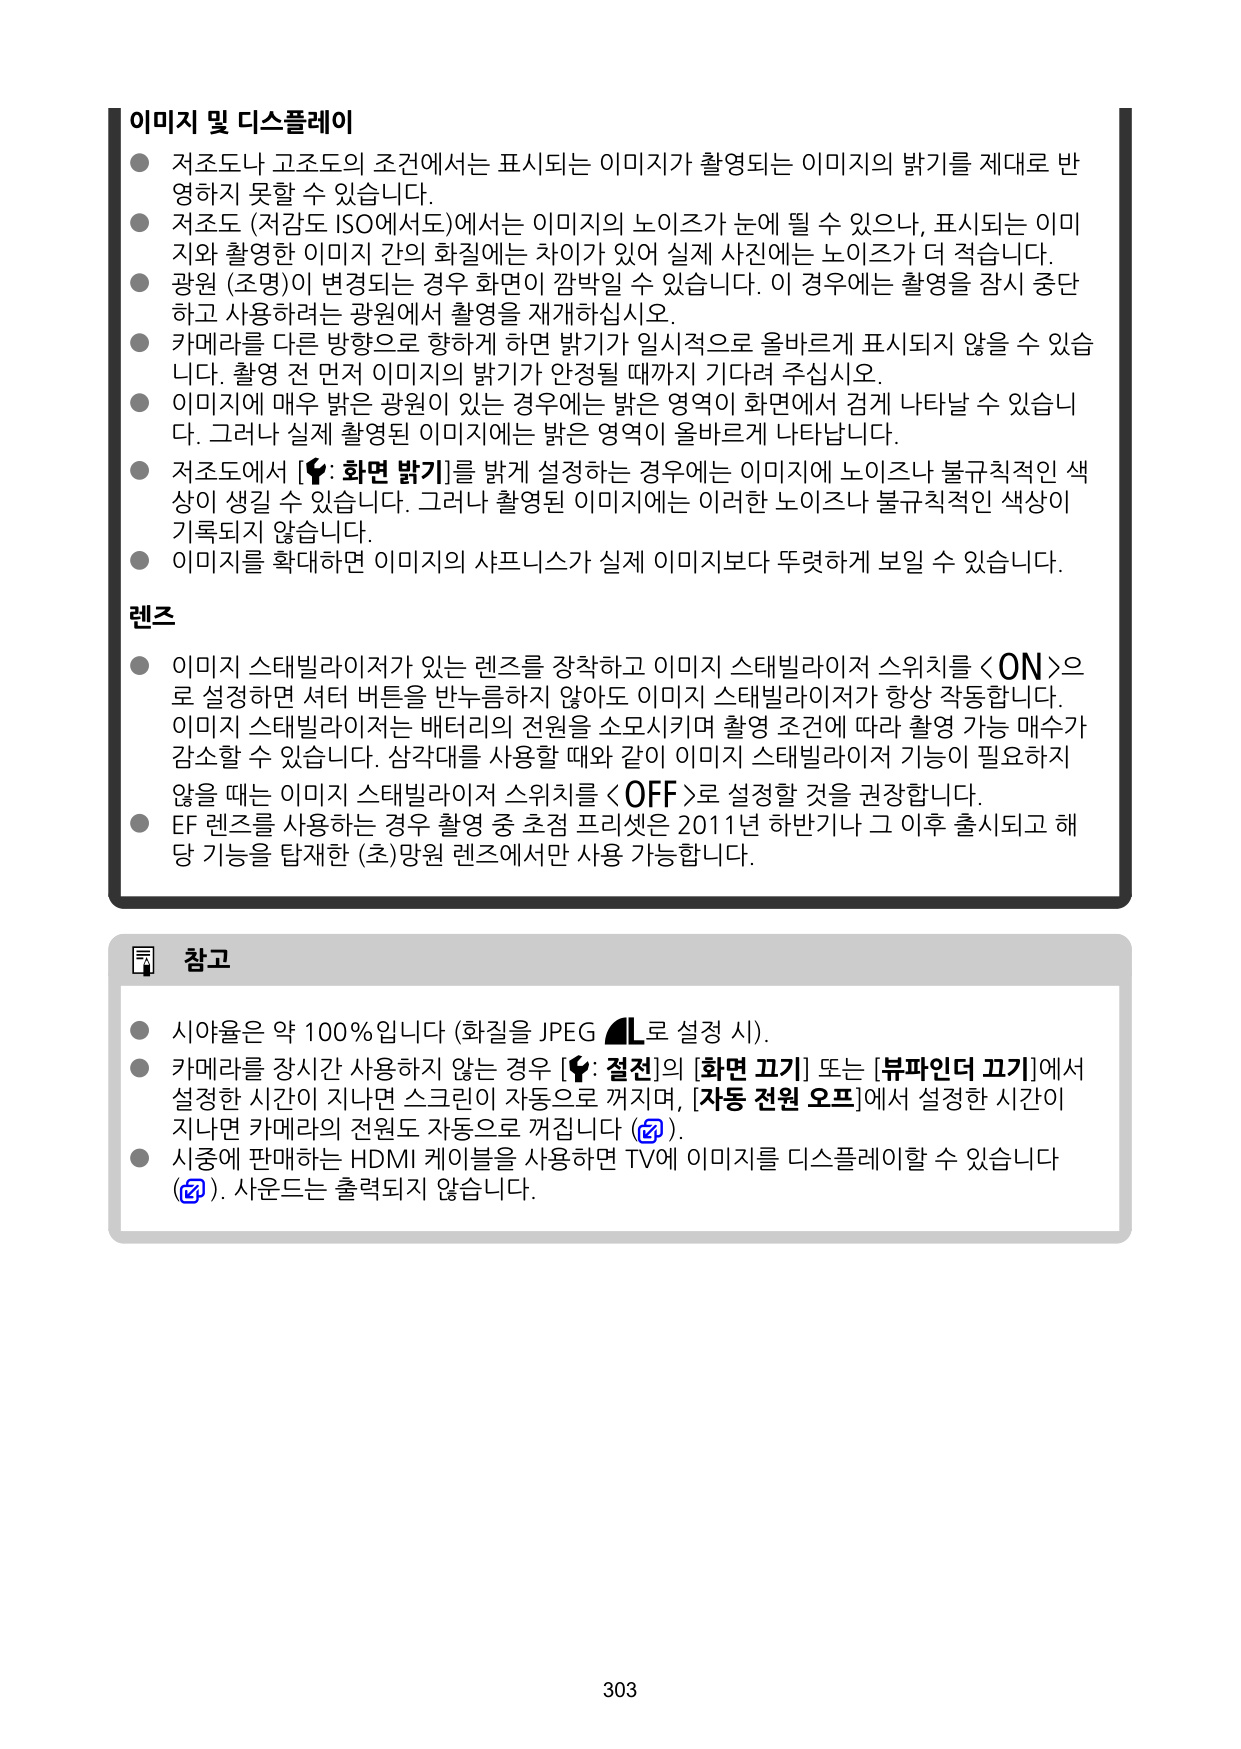 이미지 및 디스플레이
● 저조도나 고조도의 조건에서는 표시되는 이미지가 촬영되는 이미지의 밝기를 제대로 반
영하지 못할 수 있습니다.
● 저조도 (저감도 ISO에서도)에서는 이미지의 노이즈가 눈에 띌 수 있으나, 표시되는 이미
지와 촬영한 이미지 간의 화질에는 차이가 있어 실제 사진에는 노이즈가 더 적습니다.
● 광원 (조명)이 변경되는 경우 화면이 깜박일 수 있습니다. 이 경우에는 촬영을 잠시 중단
하고 사용하려는 광원에서 촬영을 재개하십시오.
● 카메라를 다른 방향으로 향하게 하면 밝기가 일시적으로 올바르게 표시되지 않을 수 있습
니다. 촬영 전 먼저 이미지의 밝기가 안정될 때까지 기다려 주십시오.
● 이미지에 매우 밝은 광원이 있는 경우에는 밝은 영역이 화면에서 검게 나타날 수 있습니
다. 그러나 실제 촬영된 이미지에는 밝은 영역이 올바르게 나타납니다.
● 저조도에서 [: 화면 밝기]를 밝게 설정하는 경우에는 이미지에 노이즈나 불규칙적인 색
상이 생길 수 있습니다. 그러나 촬영된 이미지에는 이러한 노이즈나 불규칙적인 색상이
기록되지 않습니다.
● 이미지를 확대하면 이미지의 샤프니스가 실제 이미지보다 뚜렷하게 보일 수 있습니다.
렌즈
● 이미지 스태빌라이저가 있는 렌즈를 장착하고 이미지 스태빌라이저 스위치를 <ON>으
로 설정하면 셔터 버튼을 반누름하지 않아도 이미지 스태빌라이저가 항상 작동합니다.
이미지 스태빌라이저는 배터리의 전원을 소모시키며 촬영 조건에 따라 촬영 가능 매수가
감소할 수 있습니다. 삼각대를 사용할 때와 같이 이미지 스태빌라이저 기능이 필요하지
않을 때는 이미지 스태빌라이저 스위치를 <OFF>로 설정할 것을 권장합니다.
● EF 렌즈를 사용하는 경우 촬영 중 초점 프리셋은 2011년 하반기나 그 이후 출시되고 해
당 기능을 탑재한 (초)망원 렌즈에서만 사용 가능합니다.
참고
● 시야율은 약 100%입니다 (화질을 JPEG L로 설정 시).
● 카메라를 장시간 사용하지 않는 경우 [: 절전]의 [화면 끄기] 또는 [뷰파인더 끄기]에서
설정한 시간이 지나면 스크린이 자동으로 꺼지며, [자동 전원 오프]에서 설정한 시간이
지나면 카메라의 전원도 자동으로 꺼집니다 ( ).
● 시중에 판매하는 HDMI 케이블을 사용하면 TV에 이미지를 디스플레이할 수 있습니다
( ). 사운드는 출력되지 않습니다.
303